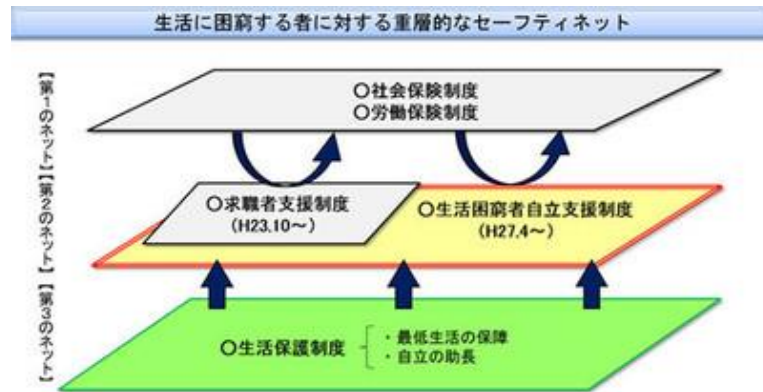 生活に困窮する者に対する重層的なセーフティネット
【第1のネット】
○社会保険制度
○労働保険制度
【第2のネット】
○求職者支援制度
(H23.10～)
○生活困窮者自立支援制度
(H27.4～)
【第3のネット】
○生活保護制度
・最低生活の保障
・自立の助長